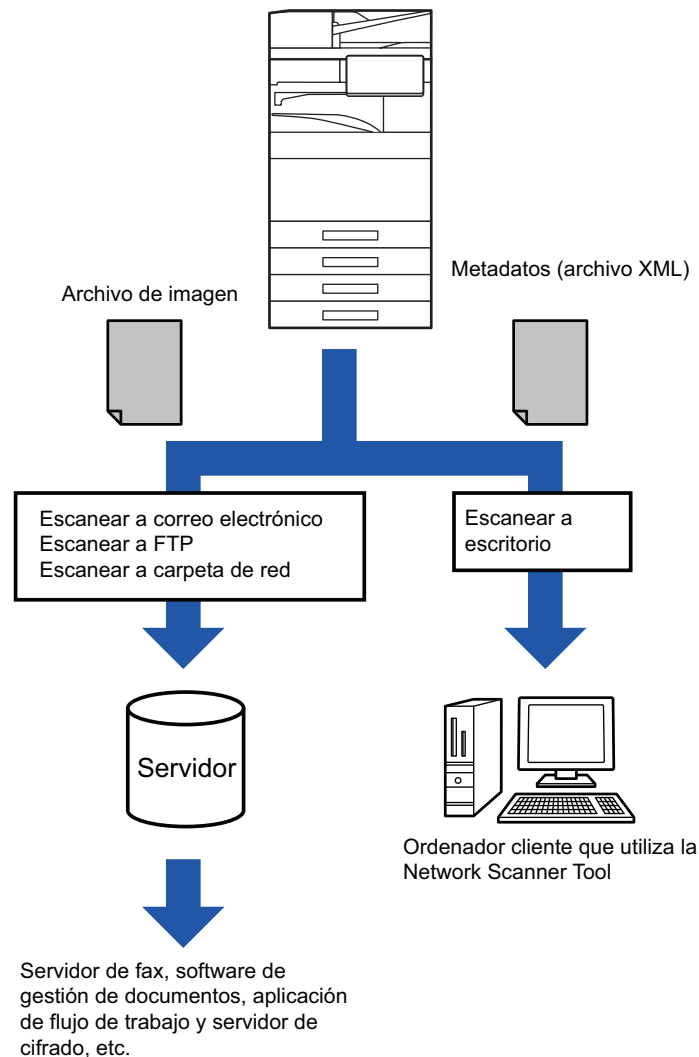 Metadatos (archivo XML)
Archivo de imagen
Escanear a correo electrónico
Escanear a FTP
Escanear a carpeta de red
Escanear a
escritorio
Servidor
Ordenador cliente que utiliza la
Network Scanner Tool
Servidor de fax, software de
gestión de documentos, aplicación
de flujo de trabajo y servidor de
cifrado, etc.